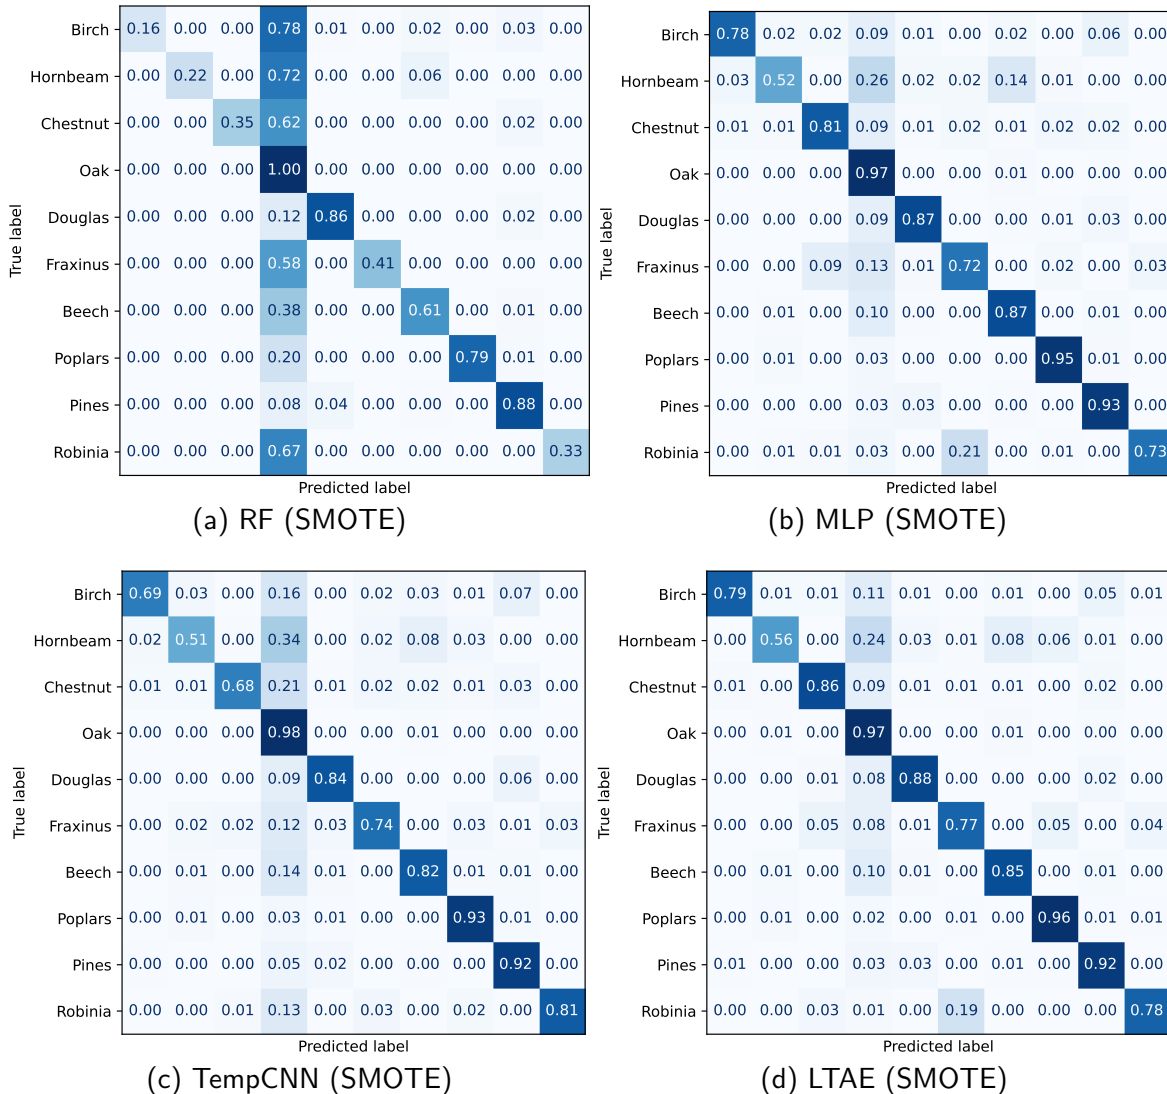 Birch 0.16 0.00 0.00 0.78 0.01 0.00 0.02 0.00 0.03 0.00
Hornbeam 0.00 0.22 0.00 0.72 0.00 0.00 0.06 0.00 0.00 0.00
Chestnut 0.00 0.00 0.35 0.62 0.00 0.00 0.00 0.00 0.02 0.00
Oak 0.00 0.00 0.00 1.00 0.00 0.00 0.00 0.00 0.00 0.00
Douglas 0.00 0.00 0.00 0.12 0.86 0.00 0.00 0.00 0.02 0.00
Fraxinus 0.00 0.00 0.00 0.58 0.00 0.41 0.00 0.00 0.00 0.00
Beech 0.00 0.00 0.00 0.38 0.00 0.00 0.61 0.00 0.01 0.00
Poplars 0.00 0.00 0.00 0.20 0.00 0.00 0.00 0.79 0.01 0.00
Pines 0.00 0.00 0.00 0.08 0.04 0.00 0.00 0.00 0.88 0.00
Robinia 0.00 0.00 0.00 0.67 0.00 0.00 0.00 0.00 0.00 0.33
True label
Predicted label
(a) RF (SMOTE)
Birch 0.78 0.02 0.02 0.09 0.01 0.00 0.02 0.00 0.06 0.00
Hornbeam 0.03 0.52 0.00 0.26 0.02 0.02 0.14 0.01 0.00 0.00
Chestnut 0.01 0.01 0.81 0.09 0.01 0.02 0.01 0.02 0.02 0.00
Oak 0.00 0.00 0.00 0.97 0.00 0.00 0.01 0.00 0.00 0.00
Douglas 0.00 0.00 0.00 0.09 0.87 0.00 0.00 0.01 0.03 0.00
Fraxinus 0.00 0.00 0.09 0.13 0.01 0.72 0.00 0.02 0.00 0.03
Beech 0.00 0.01 0.00 0.10 0.00 0.00 0.87 0.00 0.01 0.00
Poplars 0.00 0.01 0.00 0.03 0.00 0.00 0.00 0.95 0.01 0.00
Pines 0.00 0.00 0.00 0.03 0.03 0.00 0.00 0.00 0.93 0.00
Robinia 0.00 0.01 0.01 0.03 0.00 0.21 0.00 0.01 0.00 0.73
True label
Predicted label
(b) MLP (SMOTE)
Birch 0.69 0.03 0.00 0.16 0.00 0.02 0.03 0.01 0.07 0.00
Hornbeam 0.02 0.51 0.00 0.34 0.00 0.02 0.08 0.03 0.00 0.00
Chestnut 0.01 0.01 0.68 0.21 0.01 0.02 0.02 0.01 0.03 0.00
Oak 0.00 0.00 0.00 0.98 0.00 0.00 0.01 0.00 0.00 0.00
Douglas 0.00 0.00 0.00 0.09 0.84 0.00 0.00 0.00 0.06 0.00
Fraxinus 0.00 0.02 0.02 0.12 0.03 0.74 0.00 0.03 0.01 0.03
Beech 0.00 0.01 0.00 0.14 0.01 0.00 0.82 0.01 0.01 0.00
Poplars 0.00 0.01 0.00 0.03 0.01 0.00 0.00 0.93 0.01 0.00
Pines 0.00 0.00 0.00 0.05 0.02 0.00 0.00 0.00 0.92 0.00
Robinia 0.00 0.00 0.01 0.13 0.00 0.03 0.00 0.02 0.00 0.81
True label
Predicted label
(c) TempCNN (SMOTE)
Birch 0.79 0.01 0.01 0.11 0.01 0.00 0.01 0.00 0.05 0.01
Hornbeam 0.00 0.56 0.00 0.24 0.03 0.01 0.08 0.06 0.01 0.00
Chestnut 0.01 0.00 0.86 0.09 0.01 0.01 0.01 0.00 0.02 0.00
Oak 0.00 0.01 0.00 0.97 0.00 0.00 0.01 0.00 0.00 0.00
Douglas 0.00 0.00 0.01 0.08 0.88 0.00 0.00 0.00 0.02 0.00
Fraxinus 0.00 0.00 0.05 0.08 0.01 0.77 0.00 0.05 0.00 0.04
Beech 0.00 0.01 0.00 0.10 0.01 0.00 0.85 0.00 0.01 0.00
Poplars 0.00 0.01 0.00 0.02 0.00 0.01 0.00 0.96 0.01 0.01
Pines 0.01 0.00 0.00 0.03 0.03 0.00 0.01 0.00 0.92 0.00
Robinia 0.00 0.00 0.03 0.01 0.00 0.19 0.00 0.00 0.00 0.78
True label
Predicted label
(d) LTAE (SMOTE)